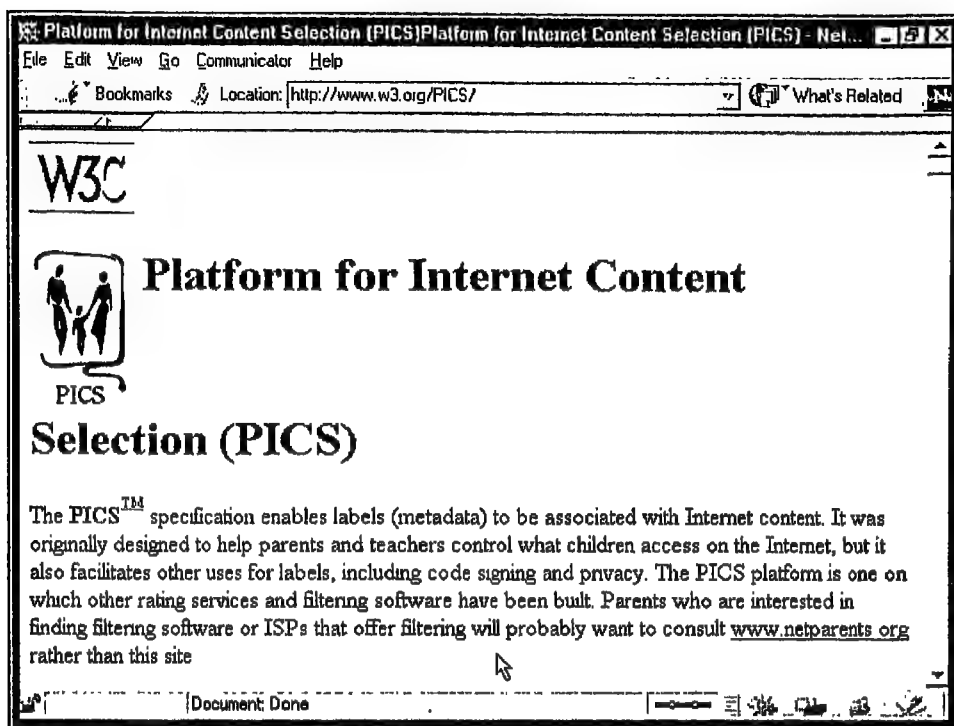 Platform for Internet Content Selection (PICS)Platform for Internet Content Selection (PICS) - Net...
File Edit View Go Communicator Help
Bookmarks Location: http://www.w3.org/PICS/ What's Related N
W3C
Platform for Internet Content
PICS
Selection (PICS)
The PICS™ specification enables labels (metadata) to be associated with Internet content. It was
originally designed to help parents and teachers control what children access on the Internet, but it
also facilitates other uses for labels, including code signing and privacy. The PICS platform is one on
which other rating services and filtering software have been built. Parents who are interested in
finding filtering software or ISPs that offer filtering will probably want to consult www.netparents org
rather than this site
Document: Done